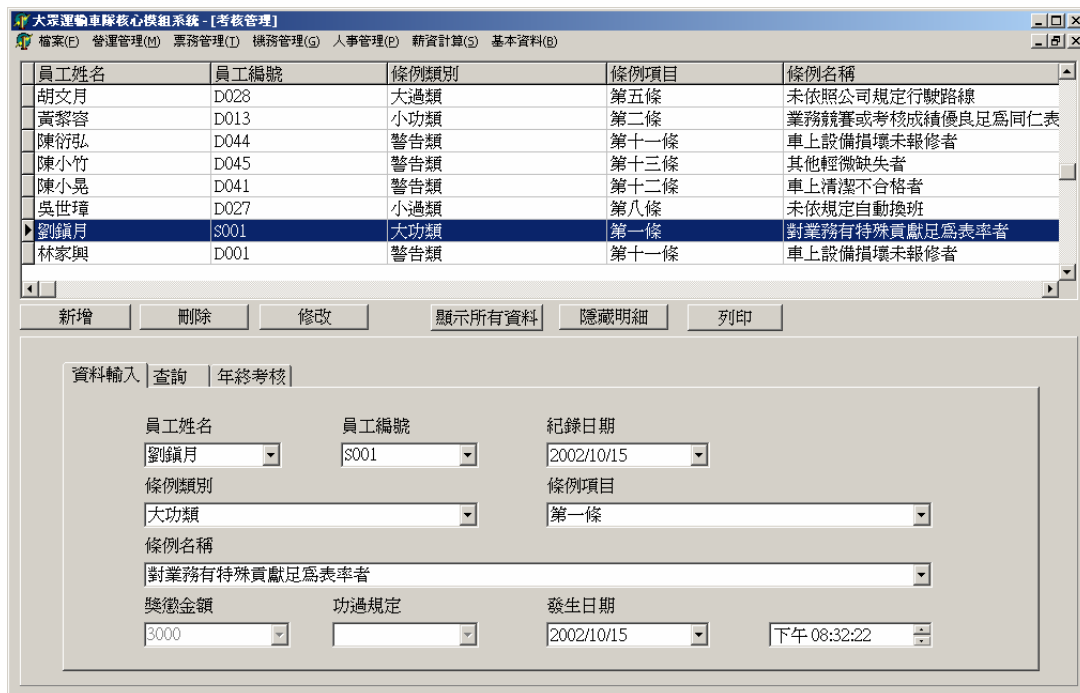 大眾運輸車隊核心模組系統 - [考核管理]
檔案(F) 營運管理(M) 票務管理(T) 機務管理(G) 人事管理(P) 薪資計算(S) 基本資料(B)
員工姓名 員工編號 條例類別 條例項目 條例名稱
胡文月 D028 大過類 第五條 未依照公司規定行駛路線
黃黎容 D013 小功類 第二條 業務競賽或考核成績優良足為同仁表
陳衍弘 D044 警告類 第十一條 車上設備損壞未報修者
陳小竹 D045 警告類 第十三條 其他輕微缺失者
陳小晃 D041 警告類 第十二條 車上清潔不合格者
吳世璋 D027 小過類 第八條 未依規定自動換班
劉鎮月 S001 大功類 第一條 對業務有特殊貢獻足為表率者
林家興 D001 警告類 第十一條 車上設備損壞未報修者
新增 刪除 修改 顯示所有資料 隱藏明細 列印
資料輸入 查詢 年終考核
員工姓名 員工編號 紀錄日期
劉鎮月 S001 2002/10/15
條例類別 條例項目
大功類 第一條
條例名稱
對業務有特殊貢獻足為表率者
獎徵金額 功過規定 發生日期
3000 2002/10/15 下午 08:32:22